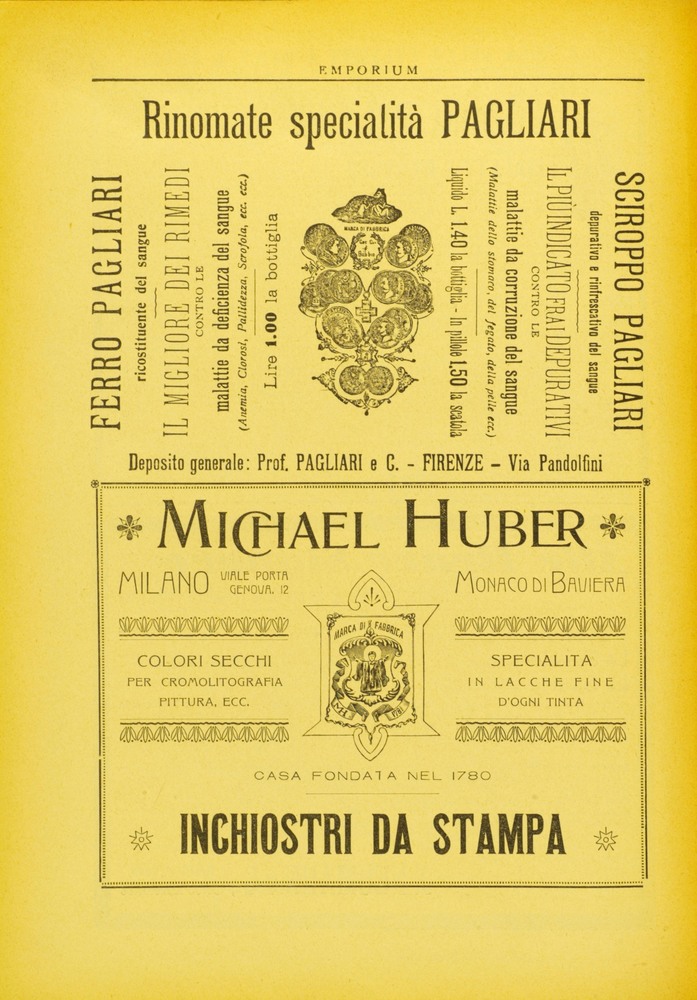 EMPORIUM
Rinomate specialità PAGLIARI
FERRO PAGLIARI
ricostituente del sangue
IL MIGLIORE DEI RIMEDI
CONTRO LE
malattie da deficienza del sangue
(Anemia, Clorosi, Pallidezza, Scrofola, ecc. ecc.)
Lire 1.00 la bottiglia
MARCA DI FABBRICA
SCIROPPO PAGLIARI
depurativo e rinfrescativo del sangue
IL PIÙ INDICATO FRA I DEPURATIVI
CONTRO LE
malattie da corruzione del sangue
(Malattie dello stomaco, del fegato, della pelle ecc.)
Liquido L. 1.40 la bottiglia - In pillole 1.50 la scatola
Deposito generale: Prof. PAGLIARI e C. - FIRENZE - Via Pandolfini
MICHAEL HUBER
MILANO VIALE PORTA
GENOVA, 12
MONACO DI BAVIERA
COLORI SECCHI
PER CROMOLITOGRAFIA
PITTURA, ECC.
MARCA DI FABBRICA
SPECIALITA
IN LACCHE FINE
D'OGNI TINTA
CASA FONDATA NEL 1780
INCHIOSTRI DA STAMPA